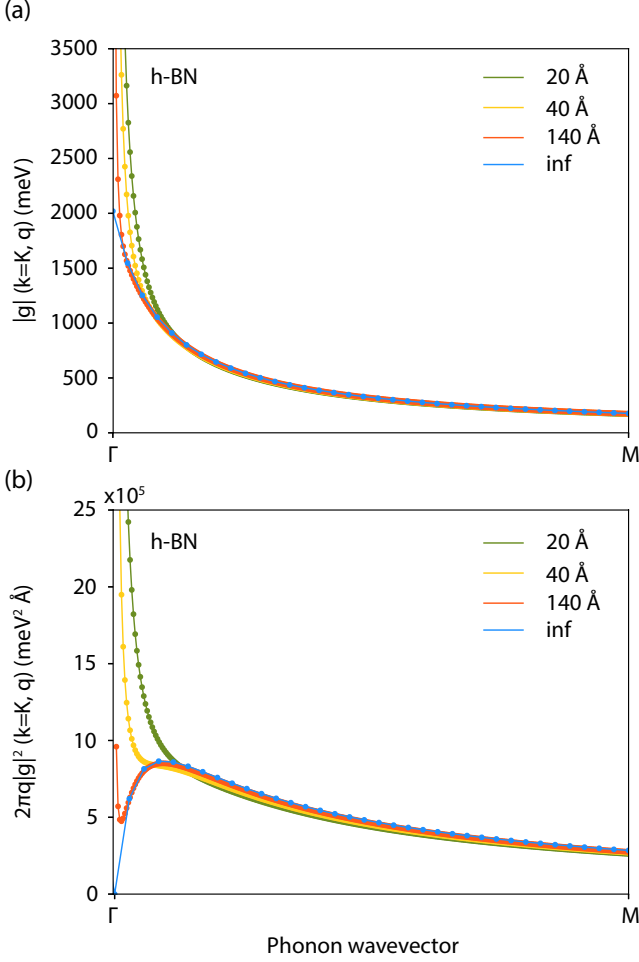 (a)
3500
3000
2500
2000
1500
1000
500
0
|g| (k=K, q) (meV)
h-BN
20 Å
40 Å
140 Å
inf
Γ
M
(b)
x10⁵
25
20
15
10
5
0
2πq|g|² (k=K, q) (meV² Å)
h-BN
20 Å
40 Å
140 Å
inf
Γ
M
Phonon wavevector